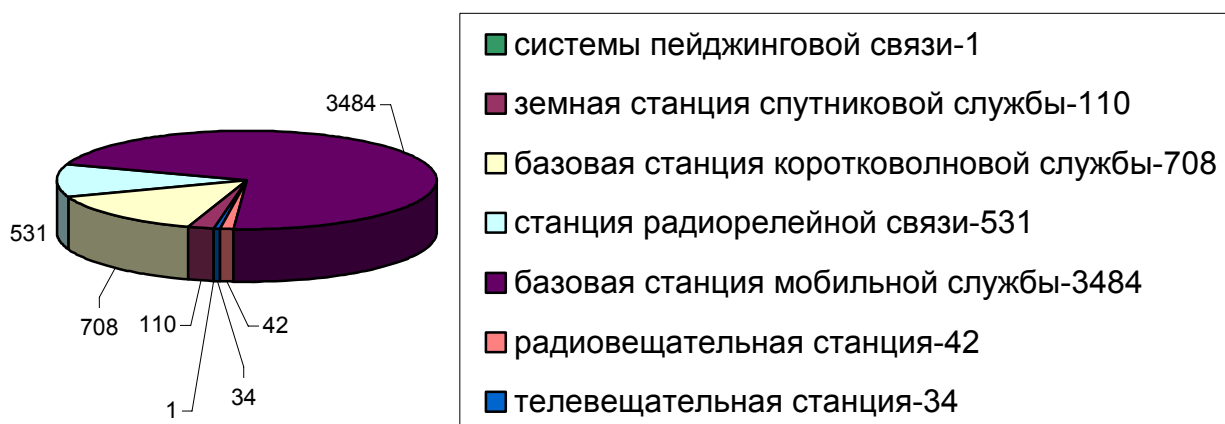 3484
531
708
110
1
34
42
системы пейджинговой связи-1
земная станция спутниковой службы-110
базовая станция коротковолновой службы-708
станция радиорелейной связи-531
базовая станция мобильной службы-3484
радиовещательная станция-42
телевещательная станция-34